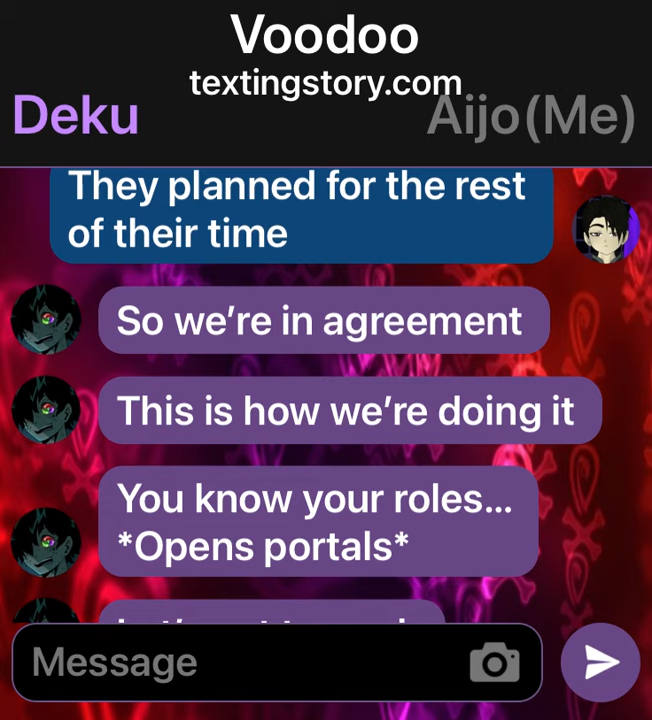 Voodoo
textingstory.com
Deku
Aijo(Me)
They planned for the rest
of their time
So we're in agreement
This is how we're doing it
You know your roles...
*Opens portals*
Message